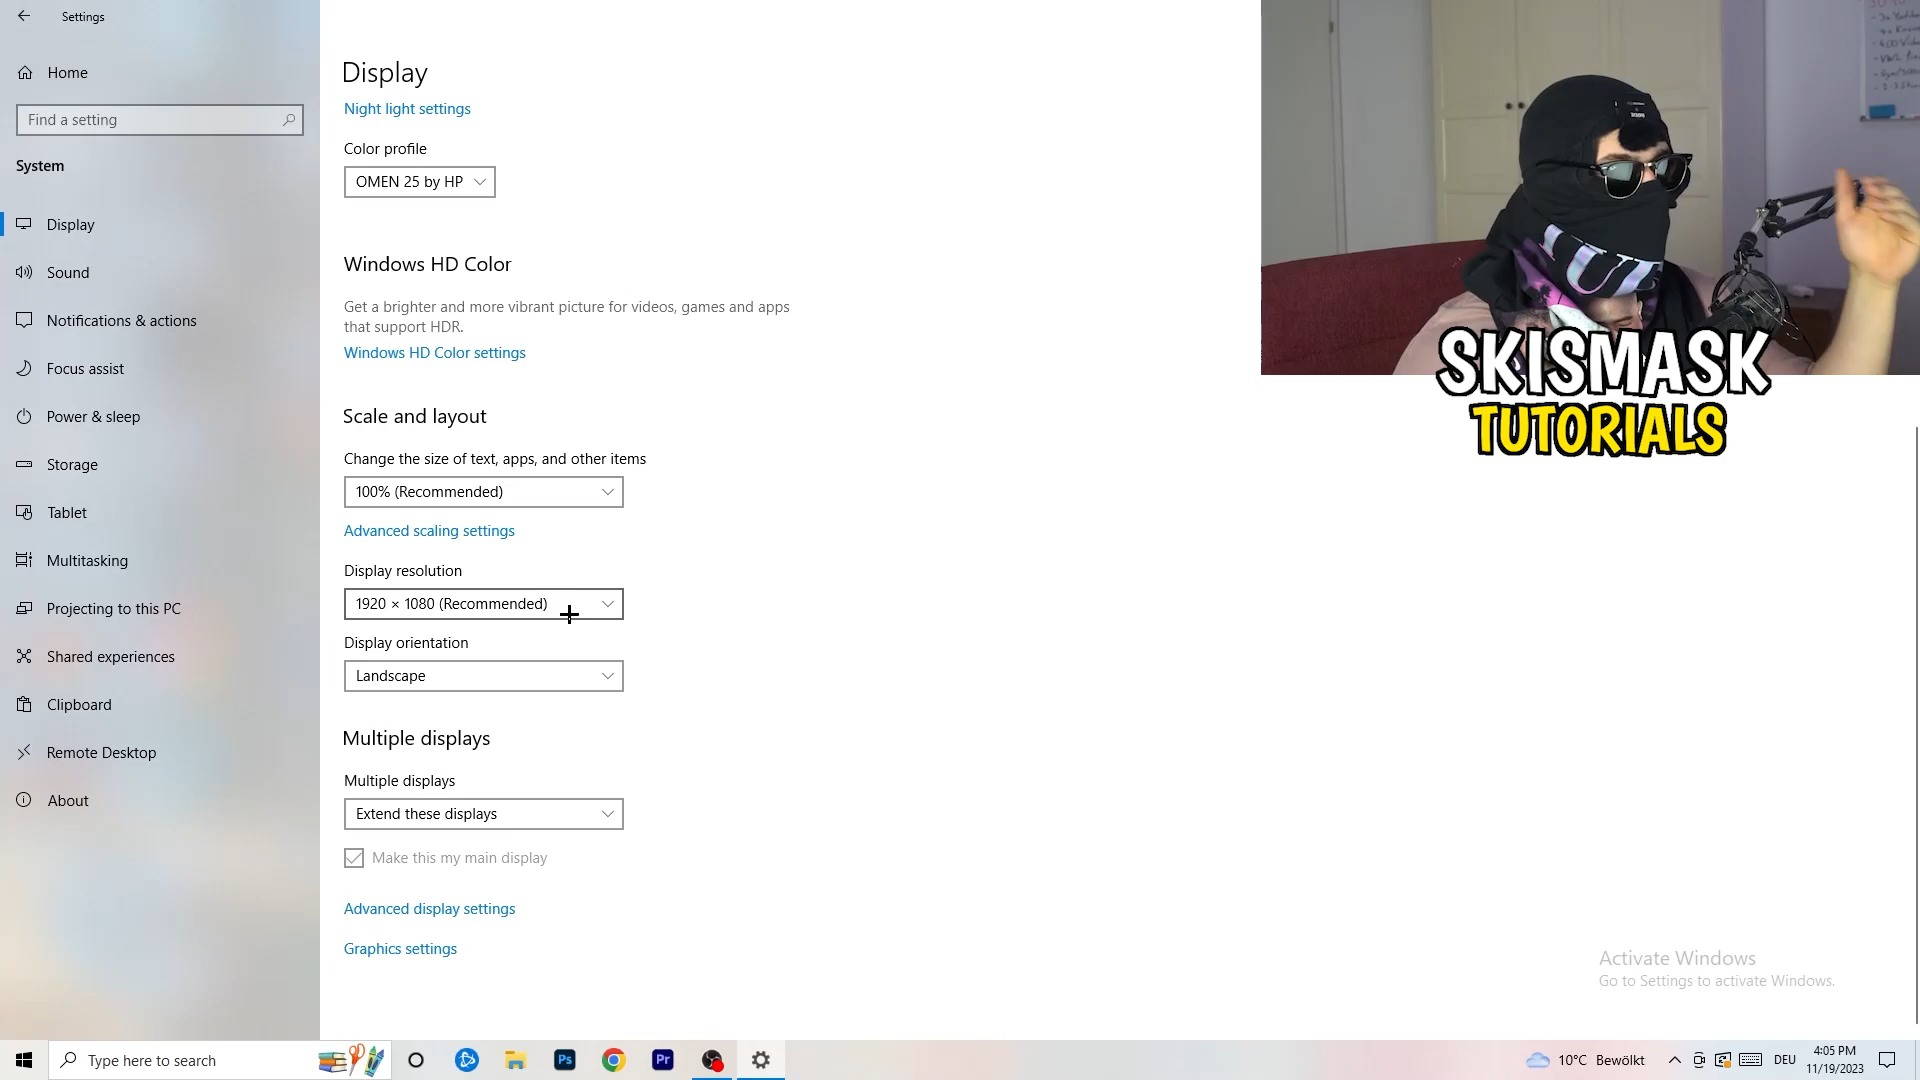 Settings
Home
Find a setting
System
Display
Sound
Notifications & actions
Focus assist
Power & sleep
Storage
Tablet
Multitasking
Projecting to this PC
Shared experiences
Clipboard
Remote Desktop
About
Display
Night light settings
Color profile
OMEN 25 by HP
Windows HD Color
Get a brighter and more vibrant picture for videos, games and apps
that support HDR.
Windows HD Color settings
Scale and layout
Change the size of text, apps, and other items
100% (Recommended)
Advanced scaling settings
Display resolution
1920 × 1080 (Recommended)
Display orientation
Landscape
Multiple displays
Multiple displays
Extend these displays
Make this my main display
Advanced display settings
Graphics settings
SKISMASK
TUTORIALS
Activate Windows
Go to Settings to activate Windows.
Type here to search
Ps
Pr
10°C Bewölkt
DEU
4:05 PM
11/19/2023